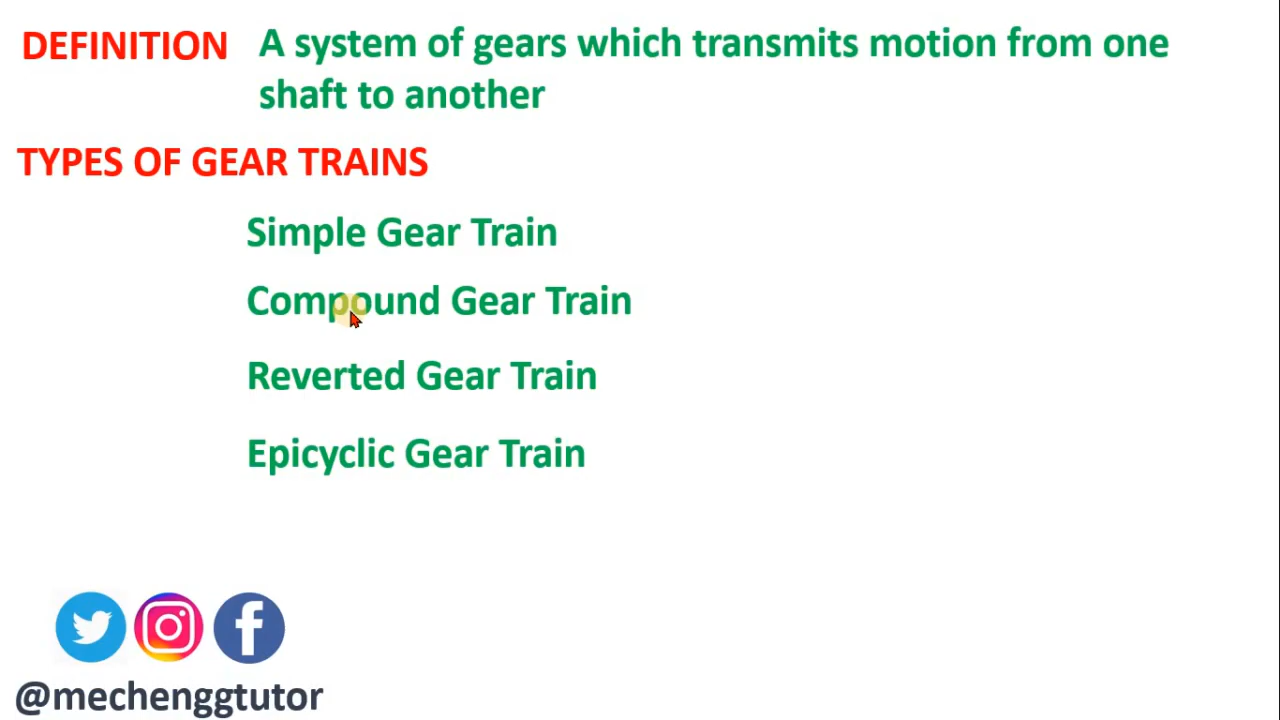 DEFINITION A system of gears which transmits motion from one
shaft to another
TYPES OF GEAR TRAINS
Simple Gear Train
Compound Gear Train
Reverted Gear Train
Epicyclic Gear Train
@mechenggtutor